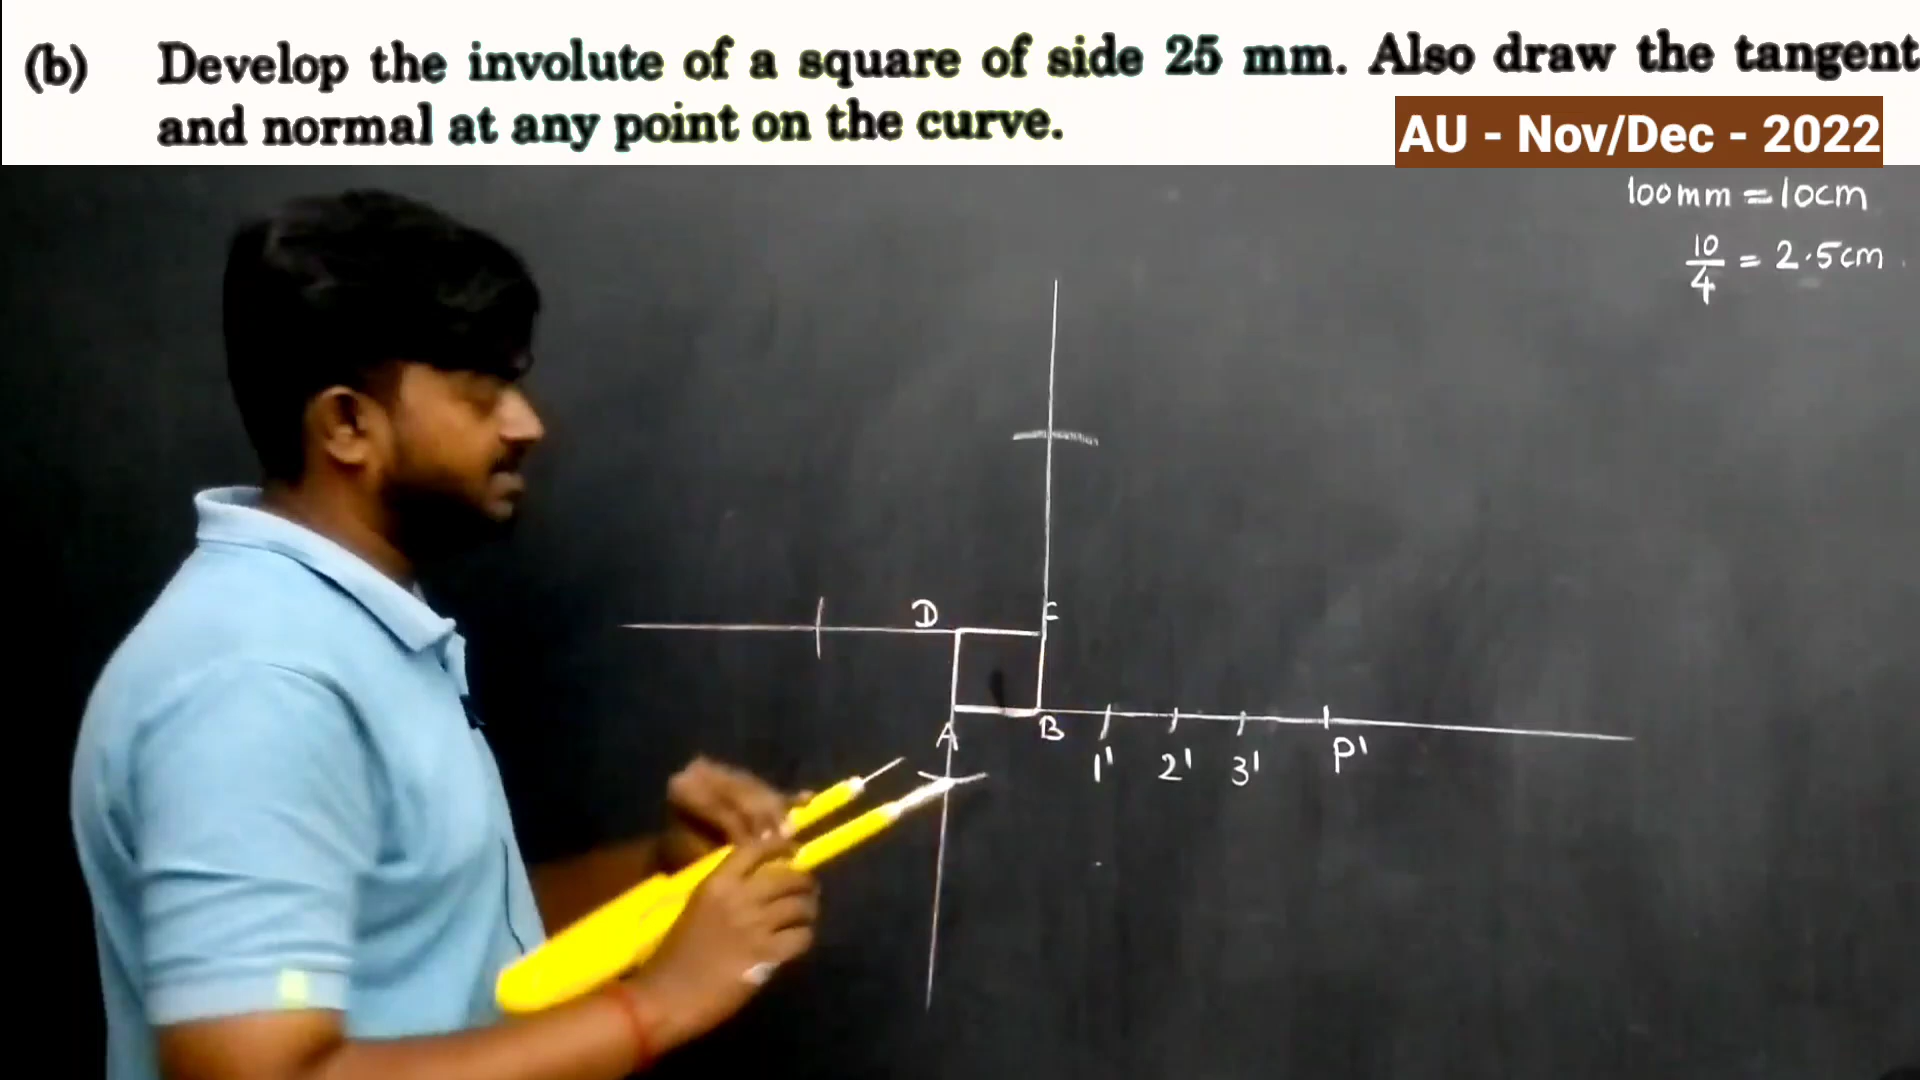 (b) Develop the involute of a square of side 25 mm. Also draw the tangent
and normal at any point on the curve.
AU - Nov/Dec - 2022
100mm = 10cm
10/4 = 2.5cm
D C
A B
1' 2' 3' P'